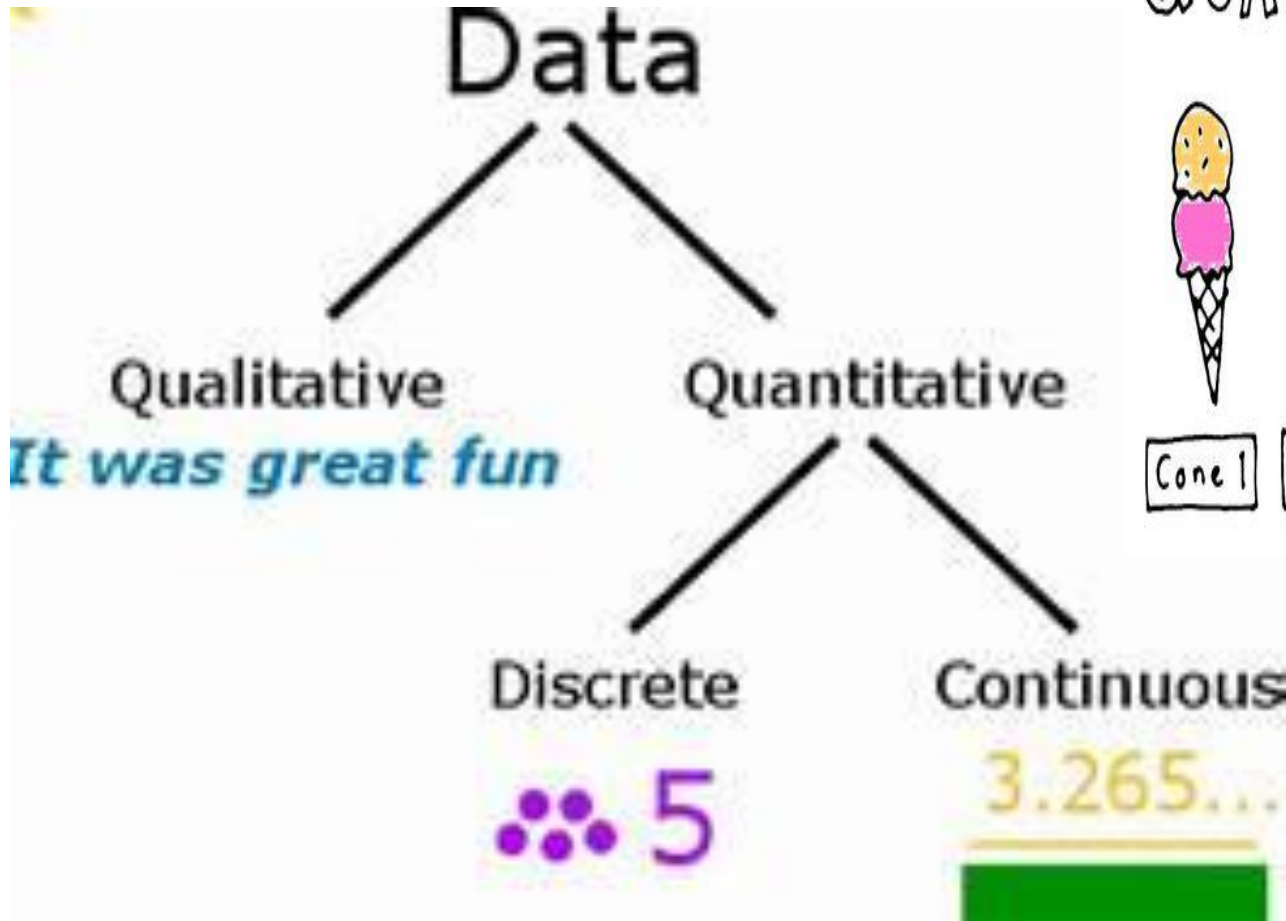 Data
Qualitative
Quantitative
It was great fun
Cone 1
Discrete
Continuous
5
3.265...